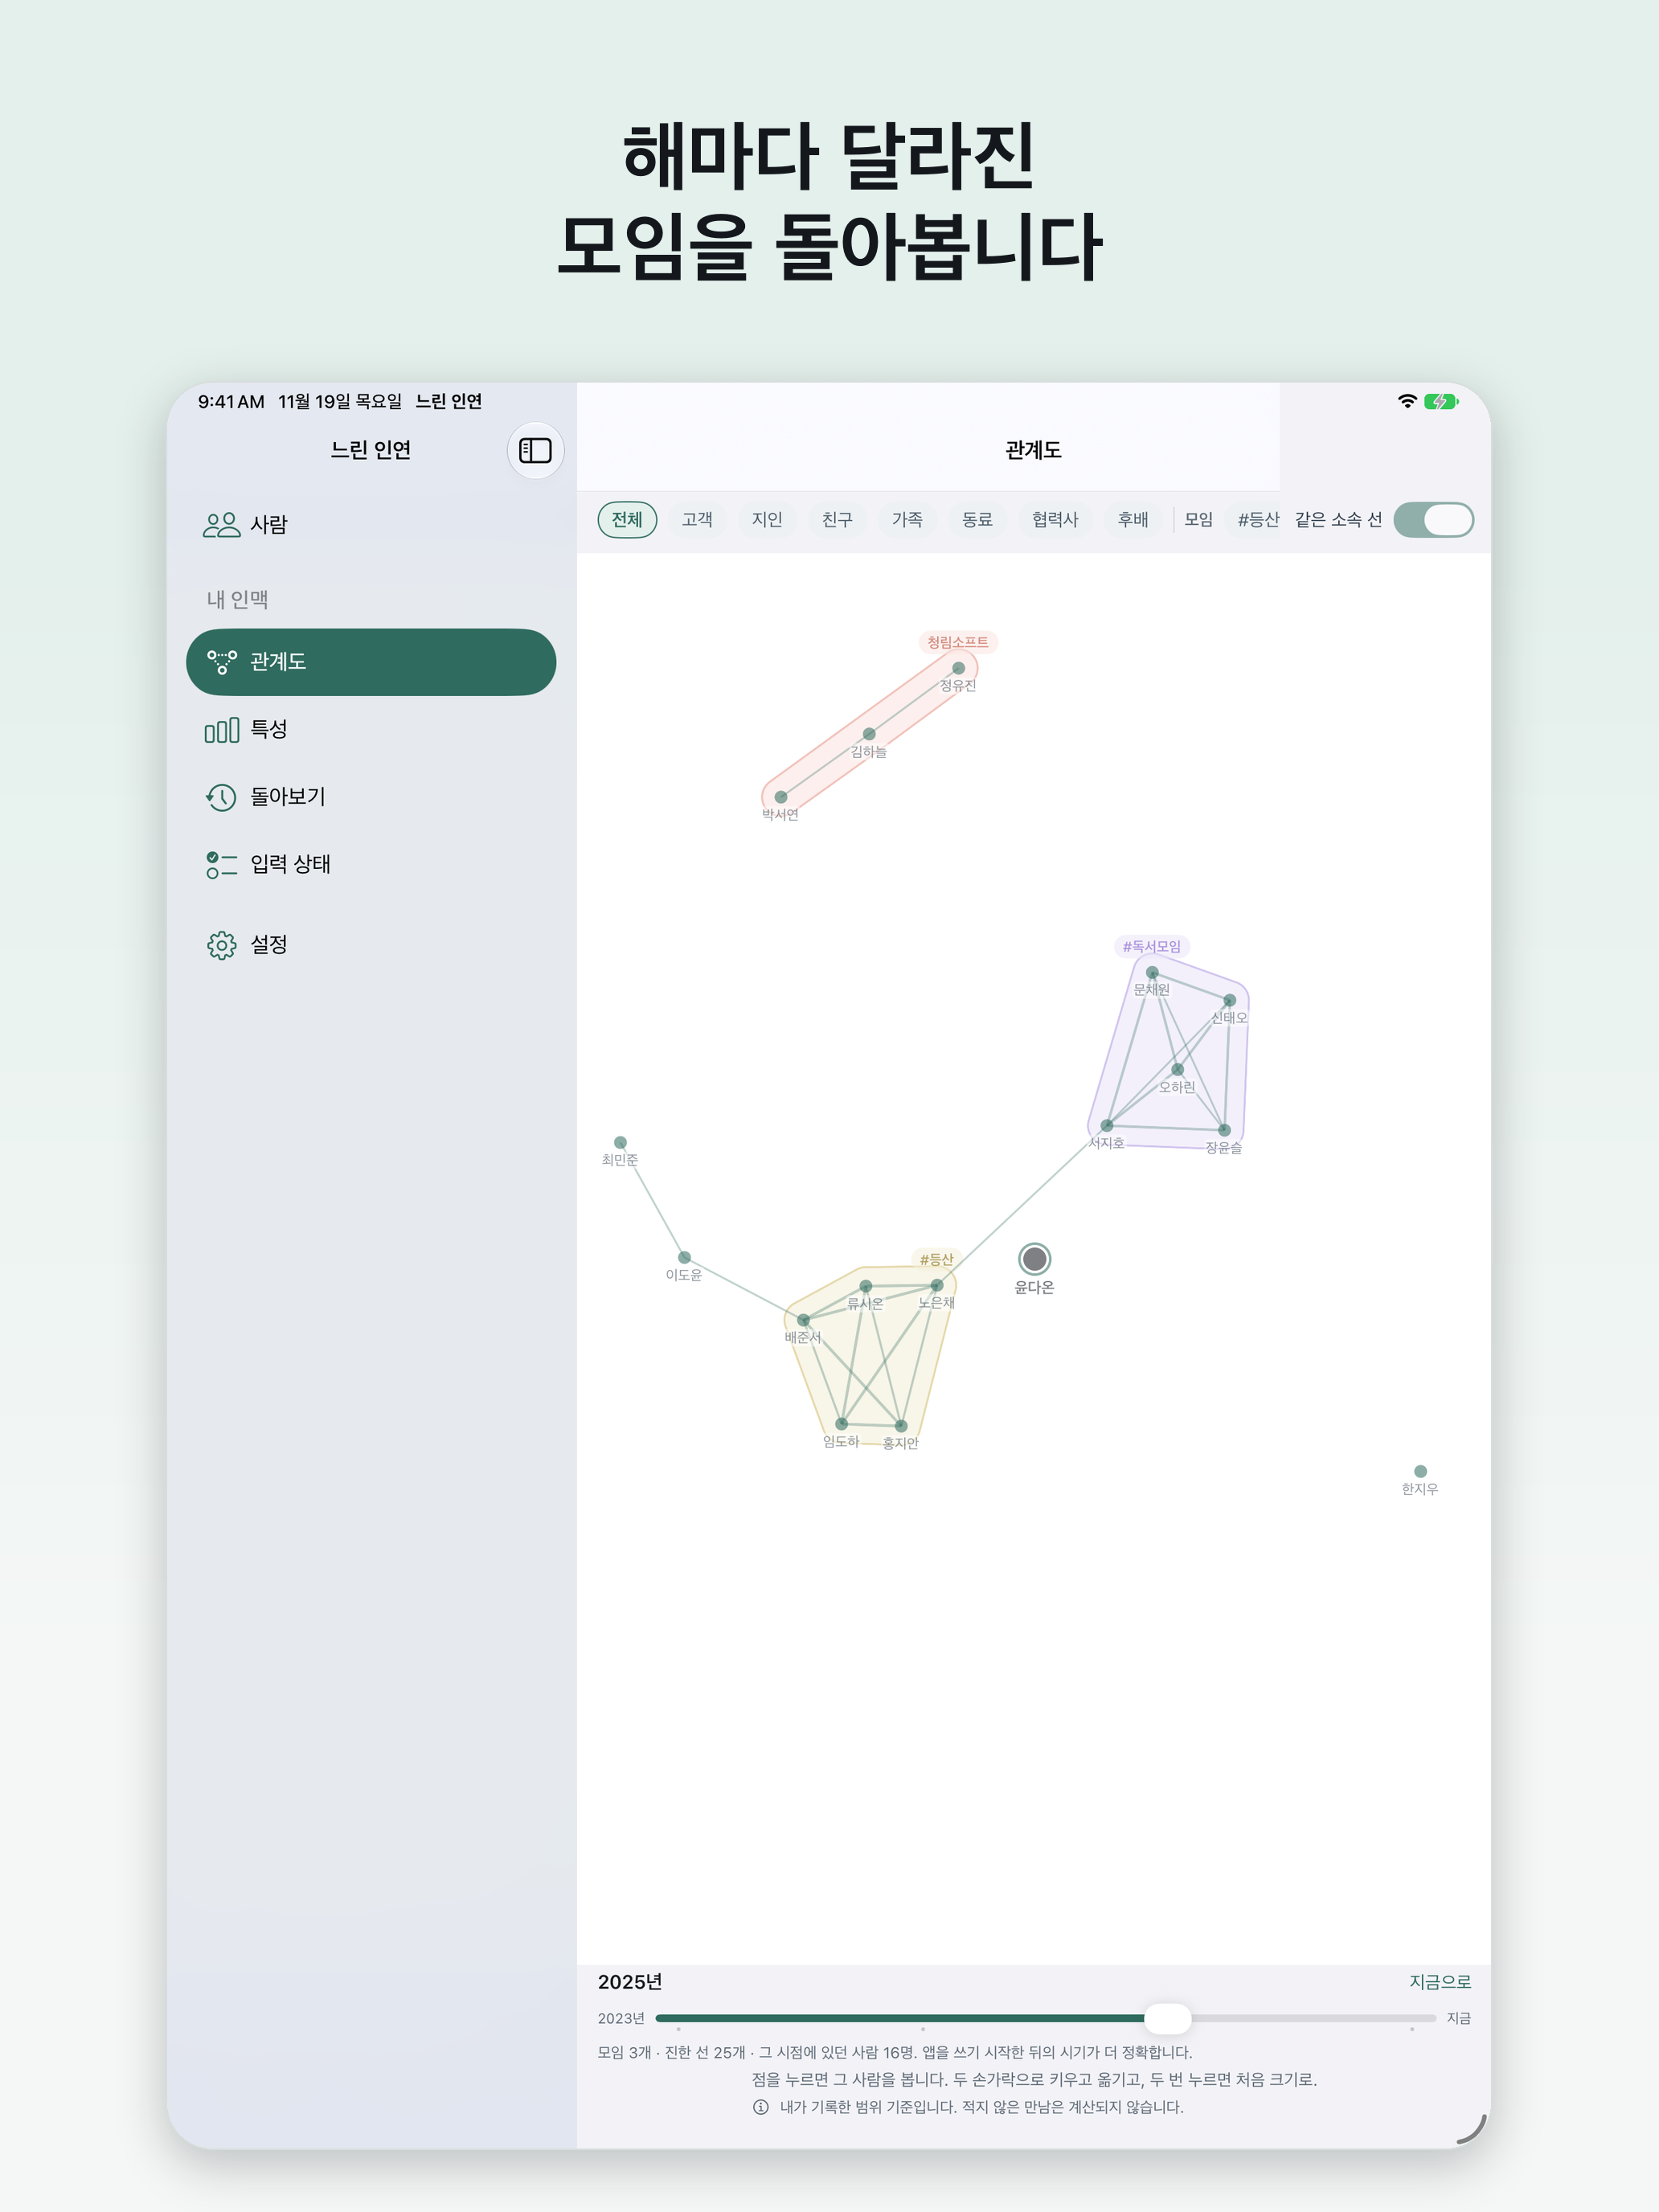 해마다 달라진
모임을 돌아봅니다
9:41 AM 11월 19일 목요일 느린 인연
느린 인연
사람
내 인맥
관계도
특성
돌아보기
입력 상태
설정
관계도
전체 고객 지인 친구 가족 동료 협력사 후배 모임 #등산 같은 소속 선
청림소프트
정유진
김하늘
박서연
#독서모임
문채원
신태오
오하린
서지호
장윤슬
최민준
이도윤
#등산
윤다온
류시온
노은채
배준서
임도하
홍지안
한지우
2025년
지금으로
2023년
지금
모임 3개 · 진한 선 25개 · 그 시점에 있던 사람 16명. 앱을 쓰기 시작한 뒤의 시기가 더 정확합니다.
점을 누르면 그 사람을 봅니다. 두 손가락으로 키우고 옮기고, 두 번 누르면 처음 크기로.
내가 기록한 범위 기준입니다. 적지 않은 만남은 계산되지 않습니다.